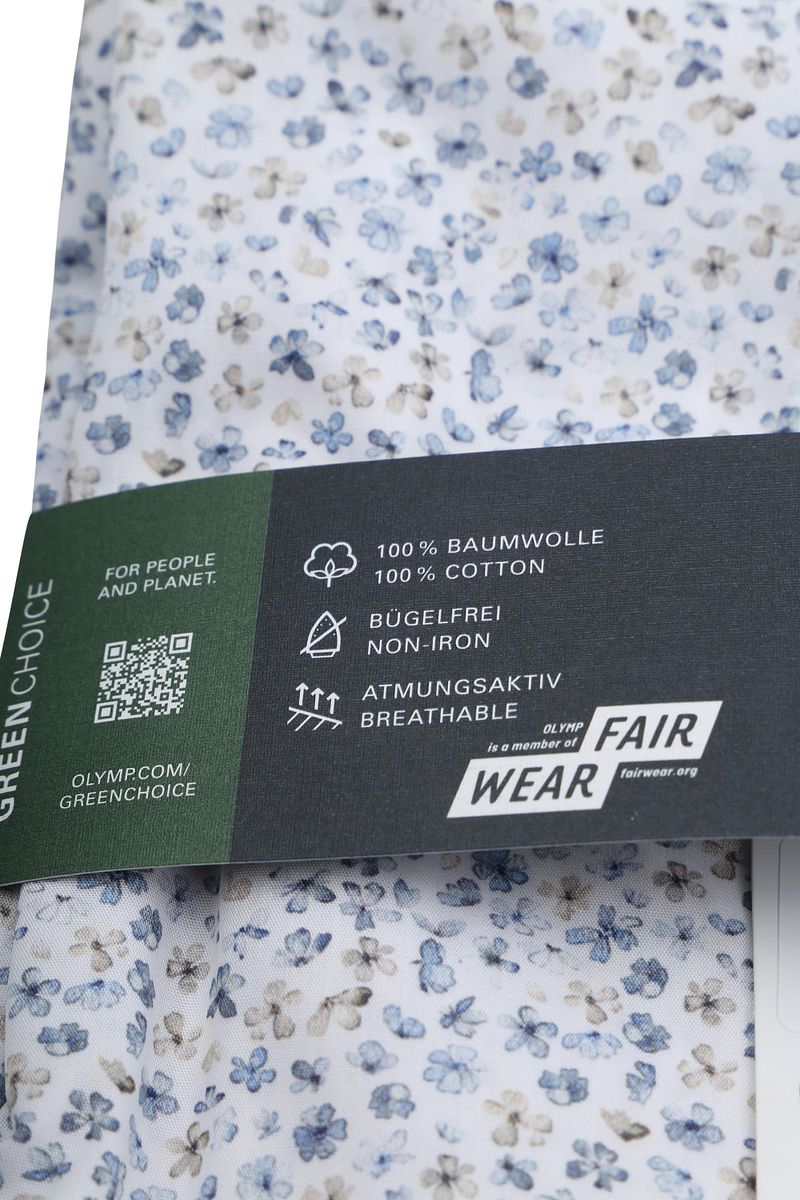 GREEN CHOICE
FOR PEOPLE
AND PLANET.
OLYMP.COM/
GREENCHOICE
100 % BAUMWOLLE
100 % COTTON
BÜGELFREI
NON-IRON
ATMUNGSAKTIV
BREATHABLE
OLYMP
is a member of
FAIR
WEAR
fairwear.org